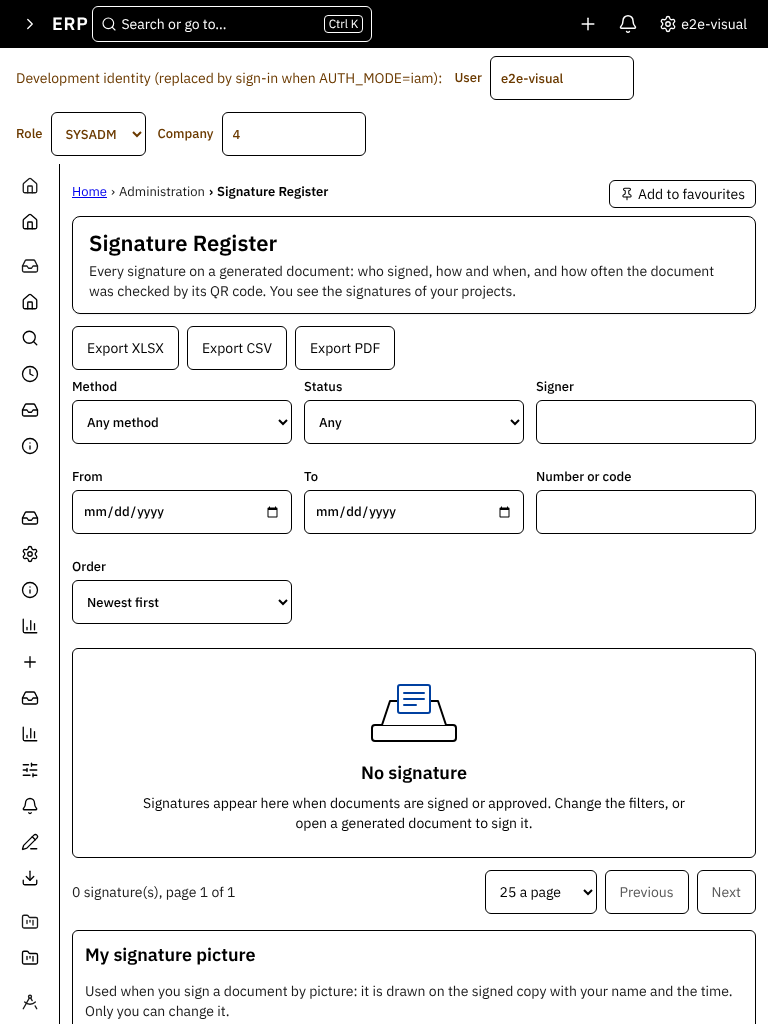 ERP
Search or go to...
Ctrl K
e2e-visual
Development identity (replaced by sign-in when AUTH_MODE=iam):
User
e2e-visual
Role
SYSADM
Company
4
Home › Administration › Signature Register
Add to favourites
Signature Register
Every signature on a generated document: who signed, how and when, and how often the document
was checked by its QR code. You see the signatures of your projects.
Export XLSX
Export CSV
Export PDF
Method
Status
Signer
Any method
Any
From
To
Number or code
mm/dd/yyyy
mm/dd/yyyy
Order
Newest first
No signature
Signatures appear here when documents are signed or approved. Change the filters, or
open a generated document to sign it.
0 signature(s), page 1 of 1
25 a page
Previous
Next
My signature picture
Used when you sign a document by picture: it is drawn on the signed copy with your name and the time.
Only you can change it.